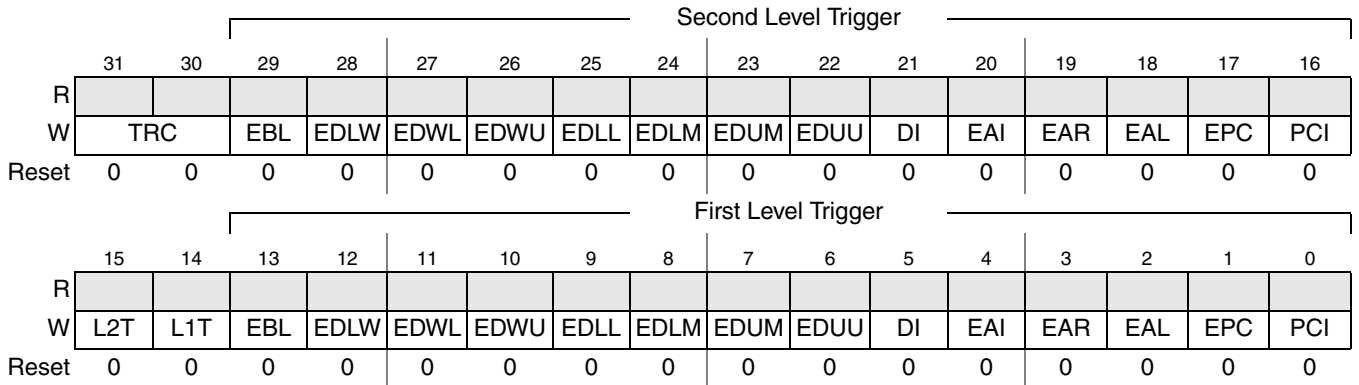 Second Level Trigger
31 30 29 28 27 26 25 24 23 22 21 20 19 18 17 16
R
W TRC EBL EDLW EDWL EDWU EDLL EDLM EDUM EDUU DI EAI EAR EAL EPC PCI
Reset 0 0 0 0 0 0 0 0 0 0 0 0 0 0 0 0
First Level Trigger
15 14 13 12 11 10 9 8 7 6 5 4 3 2 1 0
R
W L2T L1T EBL EDLW EDWL EDWU EDLL EDLM EDUM EDUU DI EAI EAR EAL EPC PCI
Reset 0 0 0 0 0 0 0 0 0 0 0 0 0 0 0 0